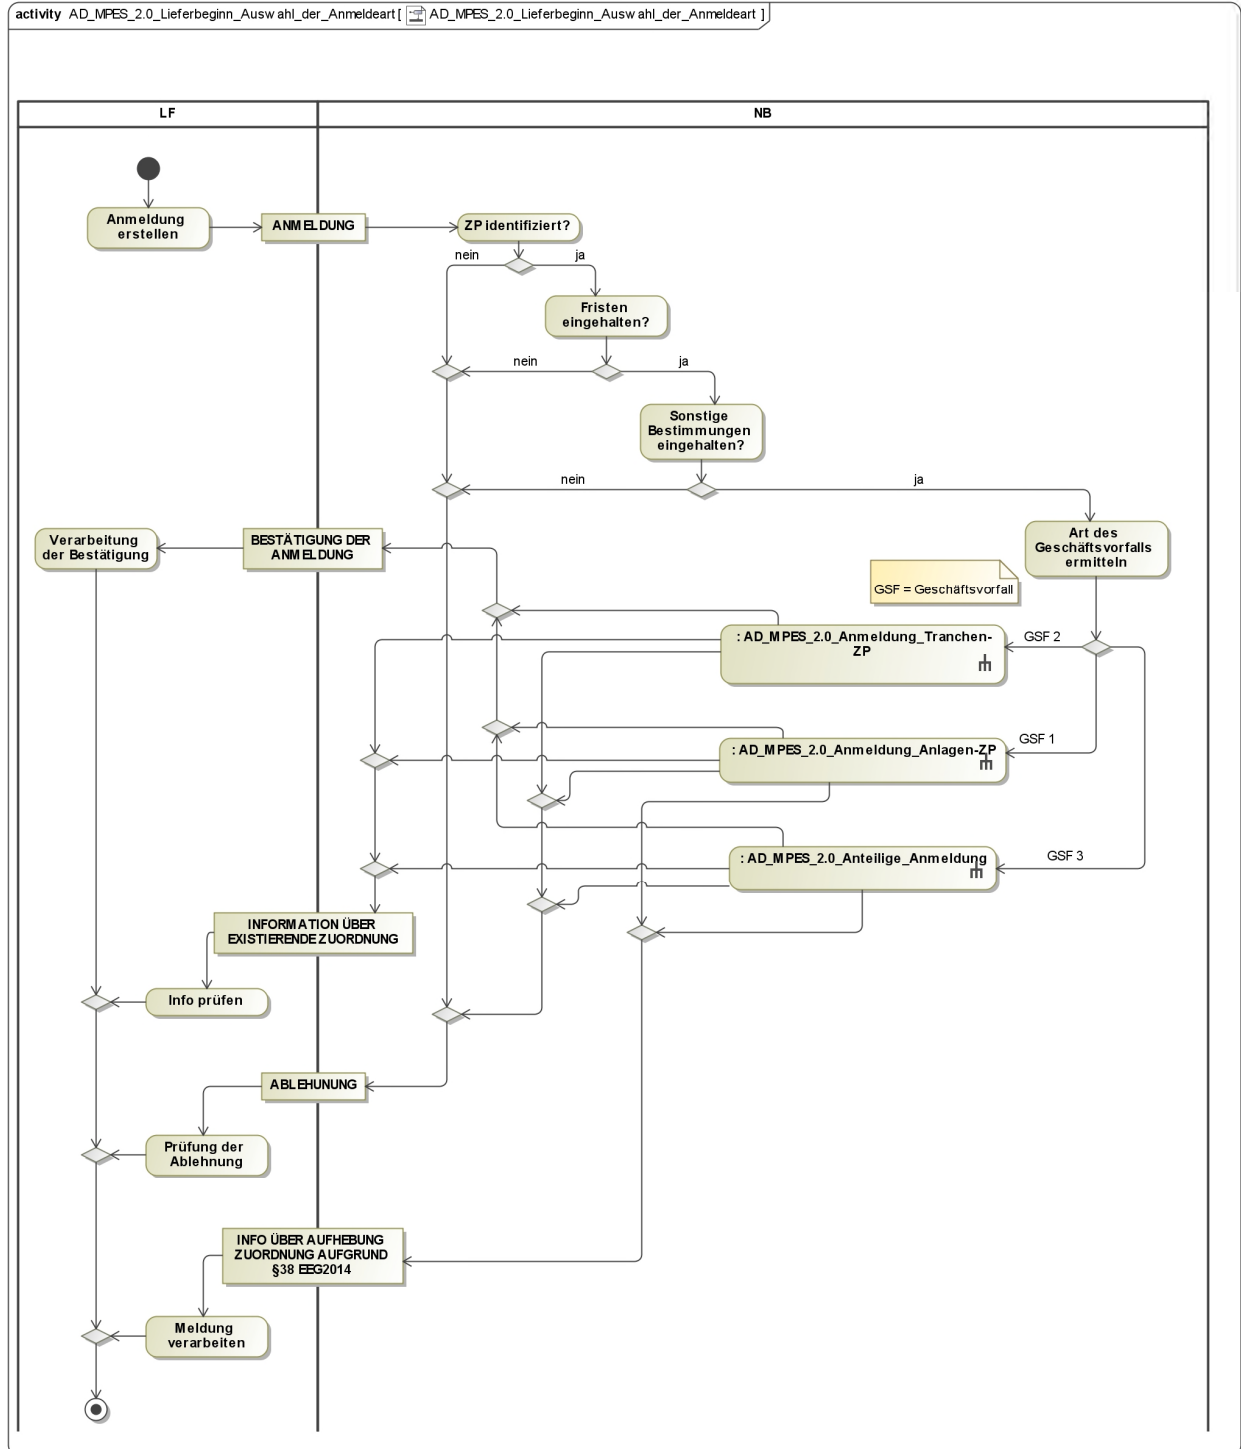 activity AD_MPES_2.0_Lieferbeginn_Auswahl_der_Anmeldeart [ AD_MPES_2.0_Lieferbeginn_Auswahl_der_Anmeldeart ]
LF
NB
Anmeldung
erstellen
ANMELDUNG
ZP identifiziert?
nein
ja
Fristen
eingehalten?
nein
ja
Sonstige
Bestimmungen
eingehalten?
nein
ja
Verarbeitung
der Bestätigung
BESTÄTIGUNG DER
ANMELDUNG
Art des
Geschäftsvorfalls
ermitteln
GSF = Geschäftsvorfall
: AD_MPES_2.0_Anmeldung_Tranchen-
ZP
GSF 2
: AD_MPES_2.0_Anmeldung_Anlagen-ZP
GSF 1
: AD_MPES_2.0_Anteilige_Anmeldung
GSF 3
INFORMATION ÜBER
EXISTIERENDE ZUORDNUNG
Info prüfen
ABLEHUNUNG
Prüfung der
Ablehnung
INFO ÜBER AUFHEBUNG
ZUORDNUNG AUFGRUND
§38 EEG2014
Meldung
verarbeiten